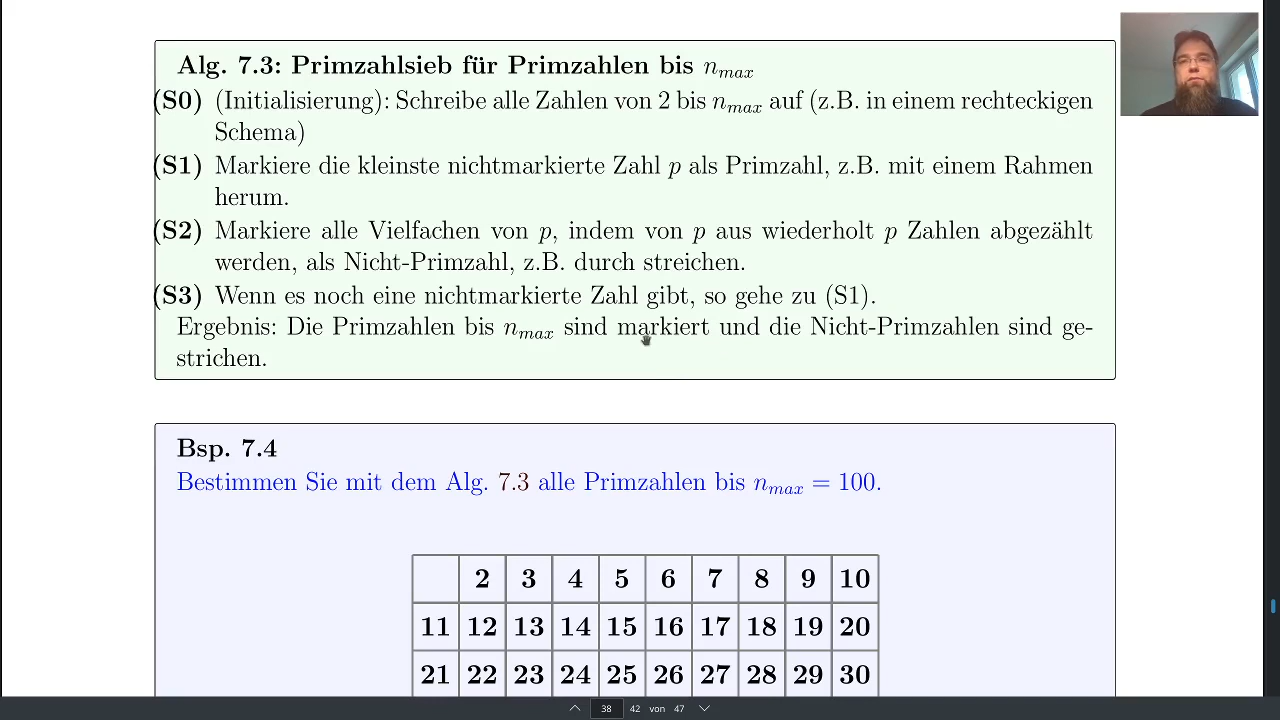 Alg. 7.3: Primzahlsieb für Primzahlen bis n_max
(S0) (Initialisierung): Schreibe alle Zahlen von 2 bis n_max auf (z.B. in einem rechteckigen
Schema)
(S1) Markiere die kleinste nichtmarkierte Zahl p als Primzahl, z.B. mit einem Rahmen
herum.
(S2) Markiere alle Vielfachen von p, indem von p aus wiederholt p Zahlen abgezählt
werden, als Nicht-Primzahl, z.B. durch streichen.
(S3) Wenn es noch eine nichtmarkierte Zahl gibt, so gehe zu (S1).
Ergebnis: Die Primzahlen bis n_max sind markiert und die Nicht-Primzahlen sind ge-
strichen.
Bsp. 7.4
Bestimmen Sie mit dem Alg. 7.3 alle Primzahlen bis n_max = 100.
2 3 4 5 6 7 8 9 10
11 12 13 14 15 16 17 18 19 20
21 22 23 24 25 26 27 28 29 30
38 42 von 47